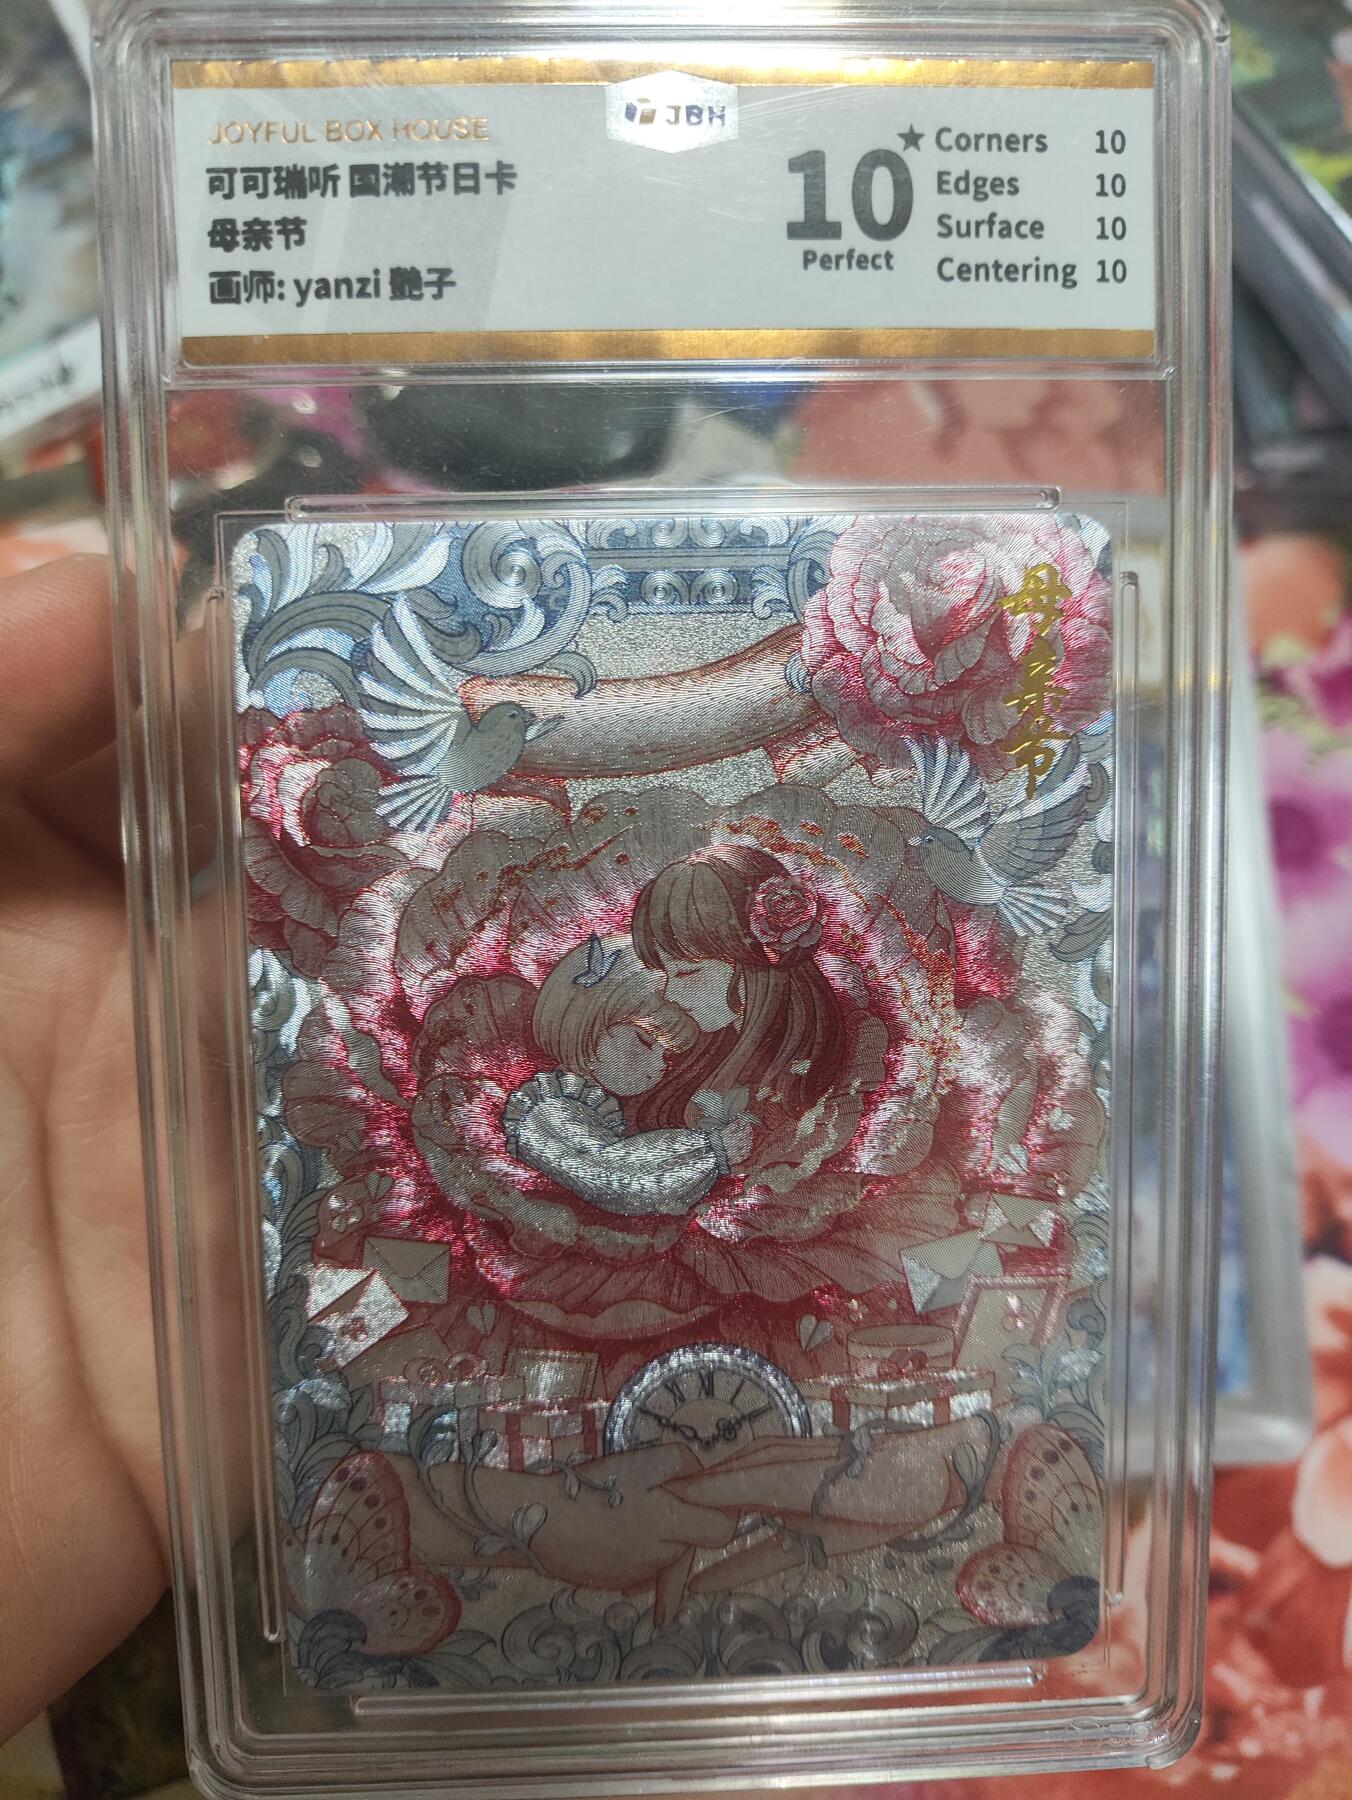 JBH
JOYFUL BOX HOUSE
可可瑞听 国潮节日卡
母亲节
画师: yanzi 艷子
10
Perfect
★ Corners 10
Edges 10
Surface 10
Centering 10
母亲节